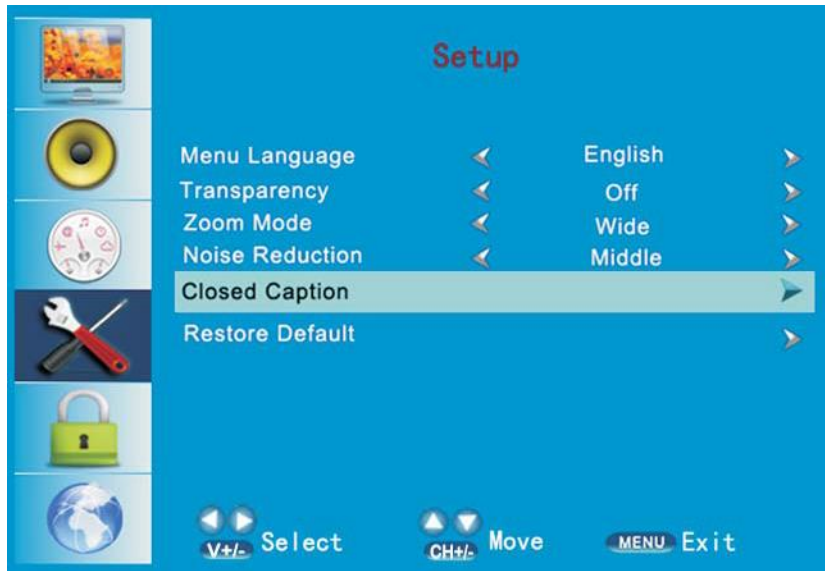 Setup
Menu Language English
Transparency Off
Zoom Mode Wide
Noise Reduction Middle
Closed Caption
Restore Default
V+/- Select CH+/- Move MENU Exit